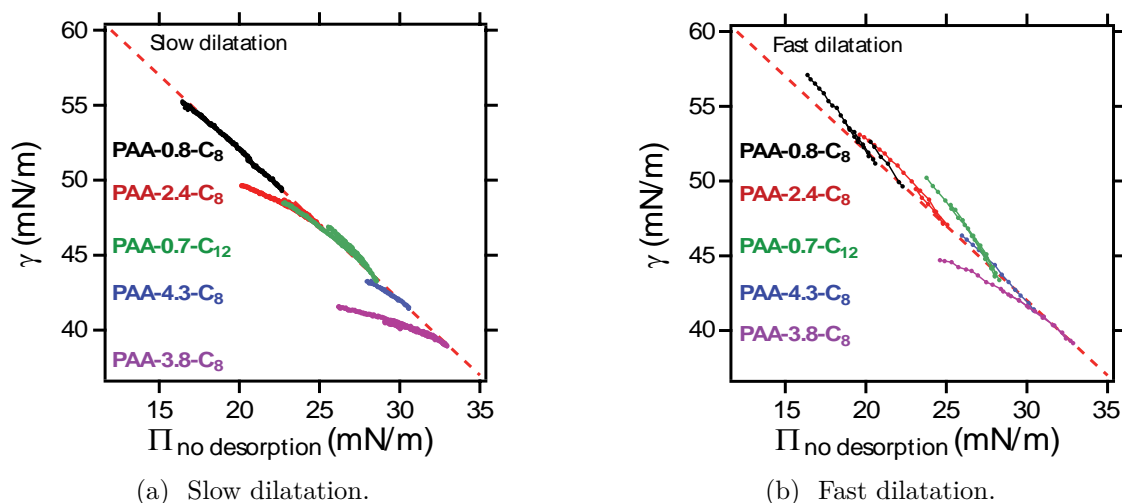 Slow dilatation
60
55
50
45
40
γ (mN/m)
PAA-0.8-C8
PAA-2.4-C8
PAA-0.7-C12
PAA-4.3-C8
PAA-3.8-C8
15 20 25 30 35
Π no desorption (mN/m)
(a) Slow dilatation.
Fast dilatation
60
55
50
45
40
γ (mN/m)
PAA-0.8-C8
PAA-2.4-C8
PAA-0.7-C12
PAA-4.3-C8
PAA-3.8-C8
15 20 25 30 35
Π no desorption (mN/m)
(b) Fast dilatation.